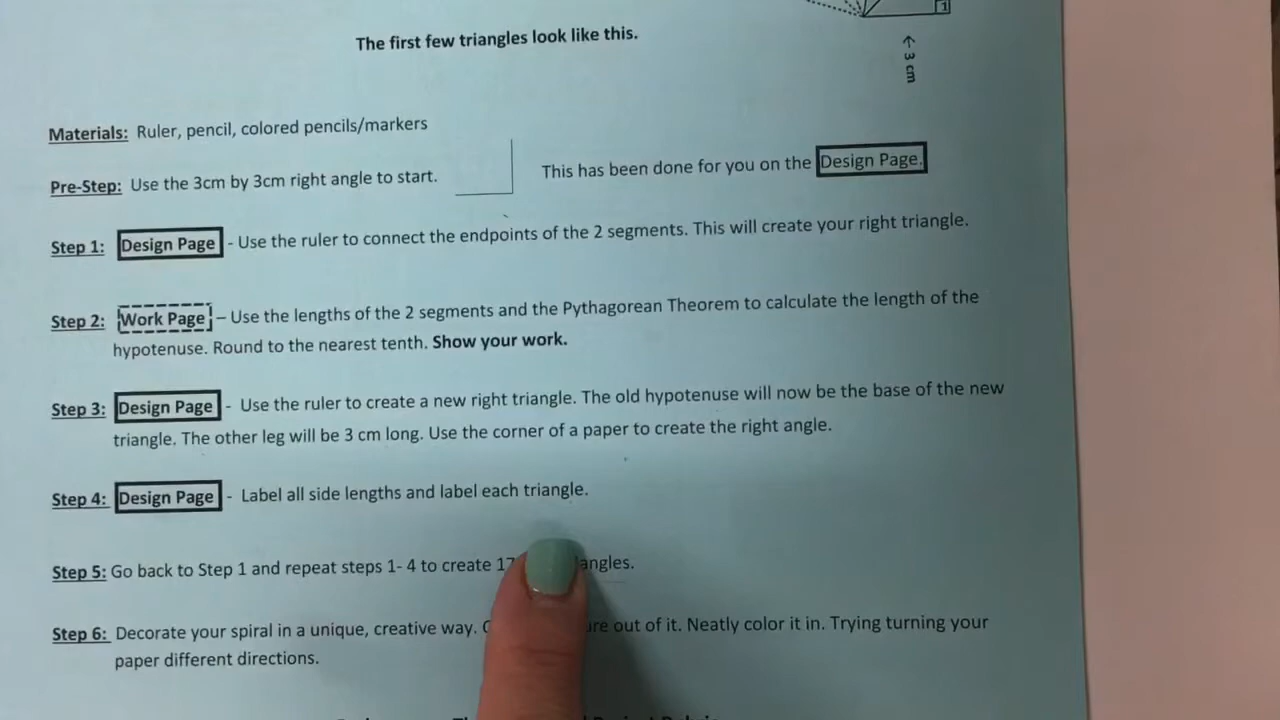 1
The first few triangles look like this.
↑ 3 cm
Materials: Ruler, pencil, colored pencils/markers
Pre-Step: Use the 3cm by 3cm right angle to start. This has been done for you on the Design Page.
Step 1: Design Page - Use the ruler to connect the endpoints of the 2 segments. This will create your right triangle.
Step 2: Work Page – Use the lengths of the 2 segments and the Pythagorean Theorem to calculate the length of the
hypotenuse. Round to the nearest tenth. Show your work.
Step 3: Design Page - Use the ruler to create a new right triangle. The old hypotenuse will now be the base of the new
triangle. The other leg will be 3 cm long. Use the corner of a paper to create the right angle.
Step 4: Design Page - Label all side lengths and label each triangle.
Step 5: Go back to Step 1 and repeat steps 1- 4 to create 17
Step 6: Decorate your spiral in a unique, creative way. out of it. Neatly color it in. Trying turning your
paper different directions.